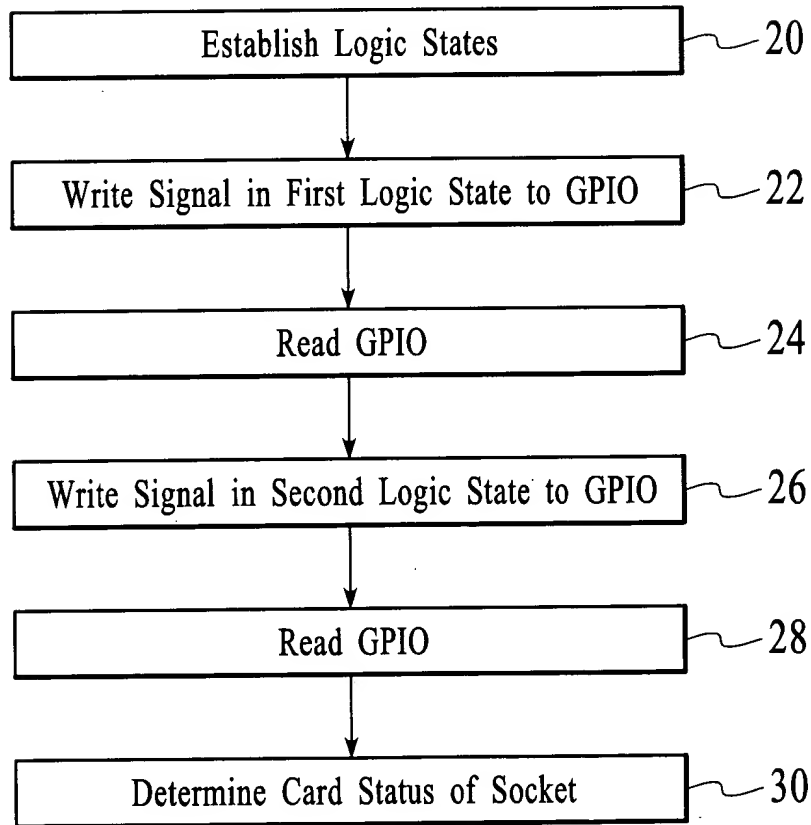 Establish Logic States 20
Write Signal in First Logic State to GPIO 22
Read GPIO 24
Write Signal in Second Logic State to GPIO 26
Read GPIO 28
Determine Card Status of Socket 30